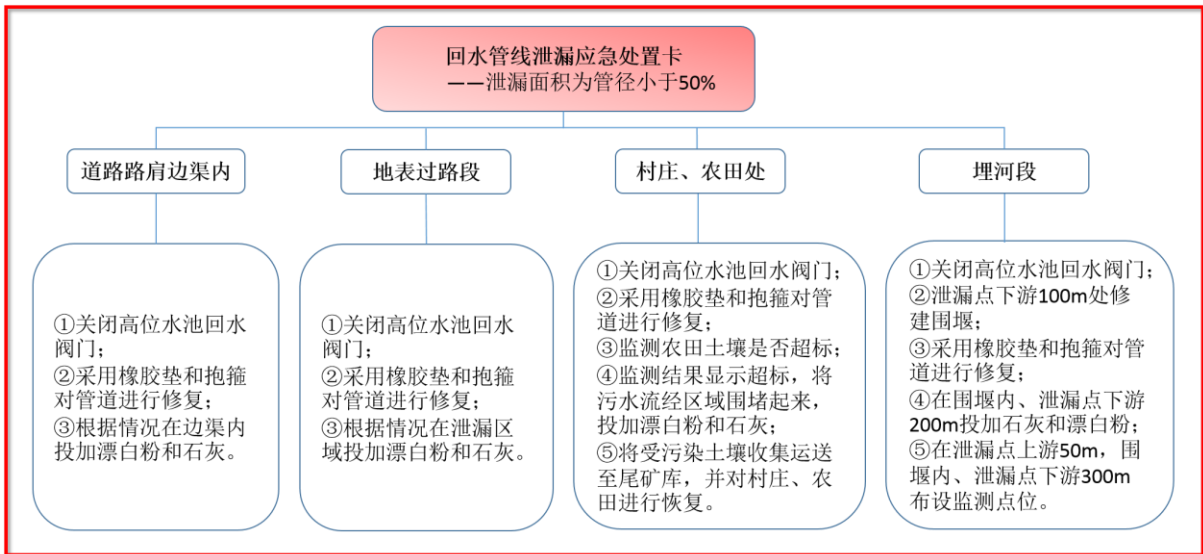 回水管线泄漏应急处置卡
——泄漏面积为管径小于50%
道路路肩边渠内
地表过路段
村庄、农田处
埋河段
①关闭高位水池回水
阀门；
②采用橡胶垫和抱箍
对管道进行修复；
③根据情况在边渠内
投加漂白粉和石灰。
①关闭高位水池回水
阀门；
②采用橡胶垫和抱箍
对管道进行修复；
③根据情况在泄漏区
域投加漂白粉和石灰。
①关闭高位水池回水阀门；
②采用橡胶垫和抱箍对管
道进行修复；
③监测农田土壤是否超标；
④监测结果显示超标，将
污水流经区域围堵起来，
投加漂白粉和石灰；
⑤将受污染土壤收集运送
至尾矿库，并对村庄、农
田进行恢复。
①关闭高位水池回水阀门；
②泄漏点下游100m处修
建围堰；
③采用橡胶垫和抱箍对管
道进行修复；
④在围堰内、泄漏点下游
200m投加石灰和漂白粉；
⑤在泄漏点上游50m，围
堰内、泄漏点下游300m
布设监测点位。